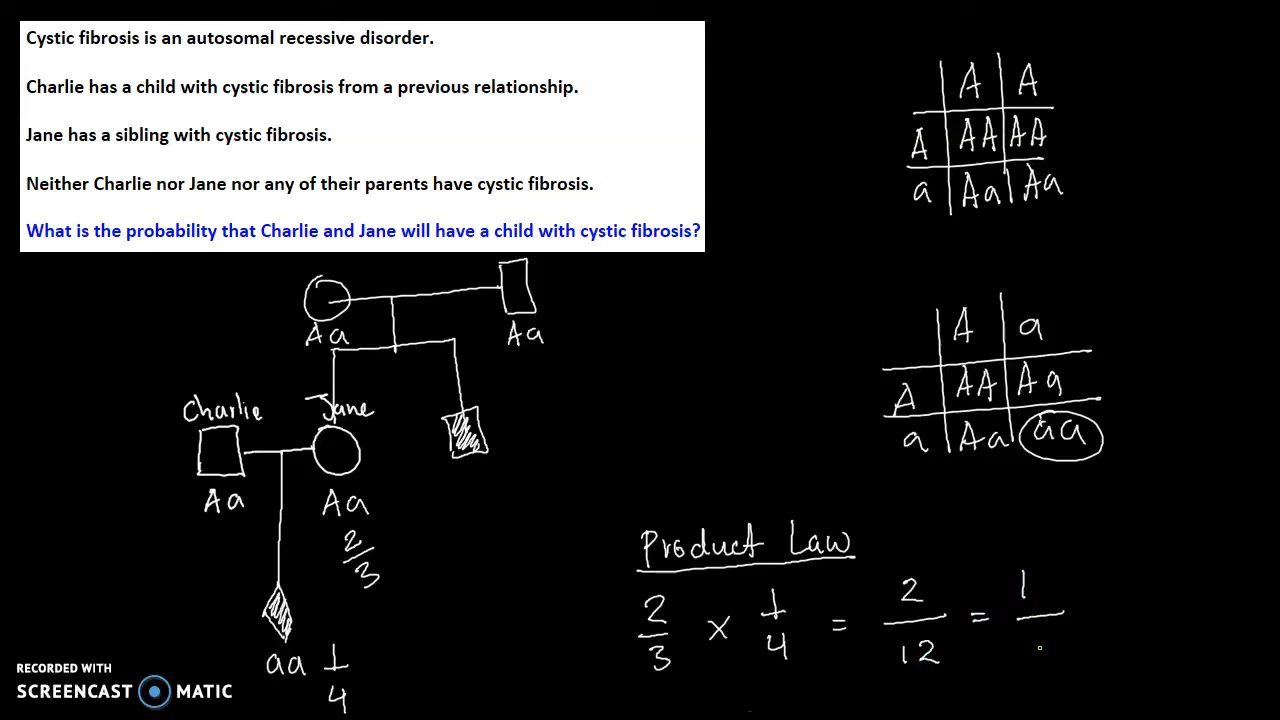 Cystic fibrosis is an autosomal recessive disorder.
Charlie has a child with cystic fibrosis from a previous relationship.
Jane has a sibling with cystic fibrosis.
Neither Charlie nor Jane nor any of their parents have cystic fibrosis.
What is the probability that Charlie and Jane will have a child with cystic fibrosis?
A A
A AA AA
a Aa Aa
Aa Aa
A a
A AA Aa
a Aa aa
Charlie Jane
Aa Aa
2/3
aa 1/4
Product Law
2/3 x 1/4 = 2/12 = 1
RECORDED WITH
SCREENCAST MATIC